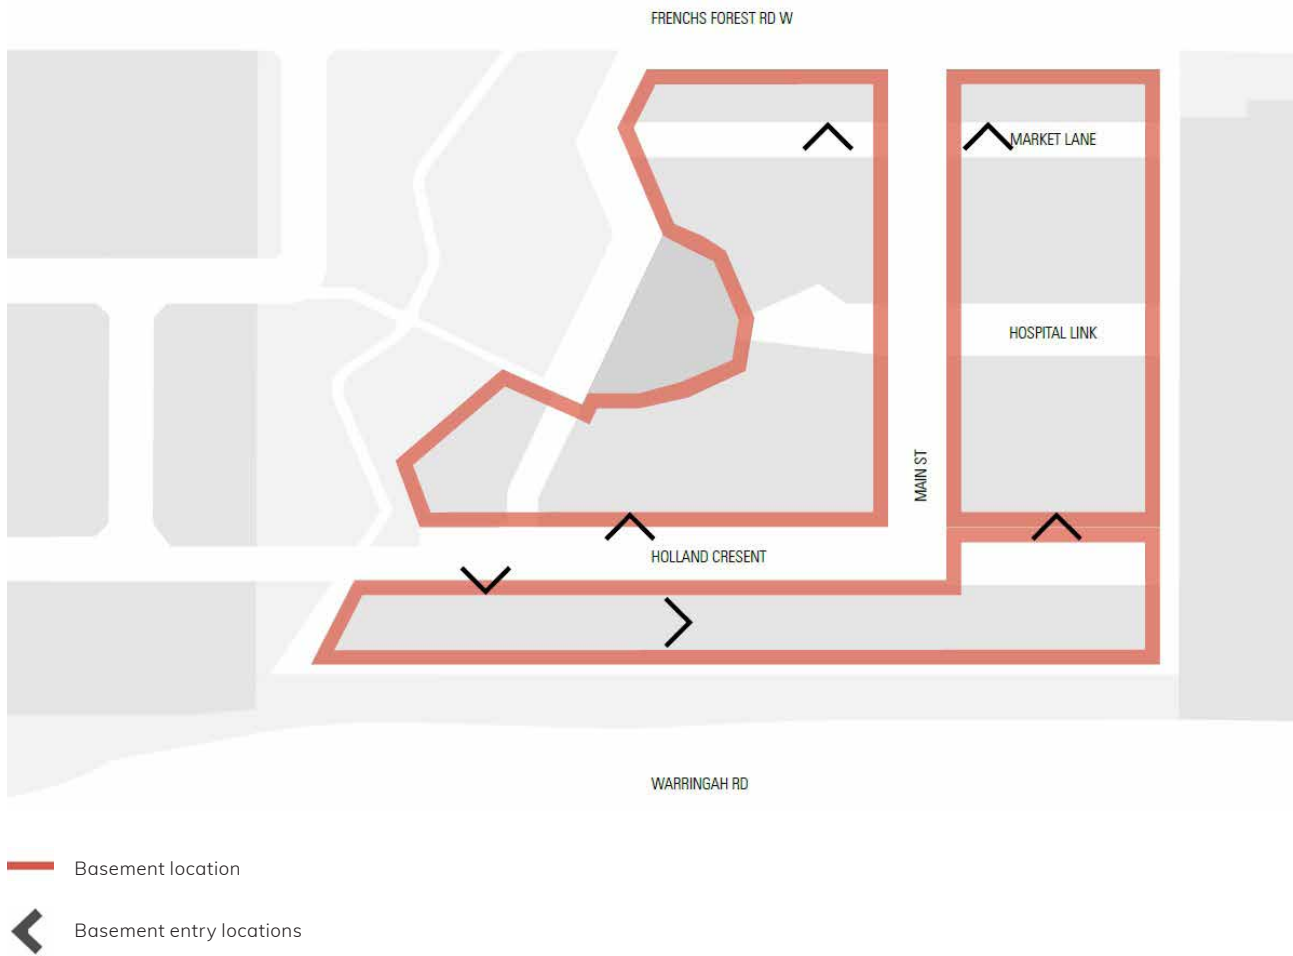 FRENCHS FOREST RD W
MARKET LANE
HOSPITAL LINK
MAIN ST
HOLLAND CRESENT
WARRINGAH RD
Basement location
Basement entry locations